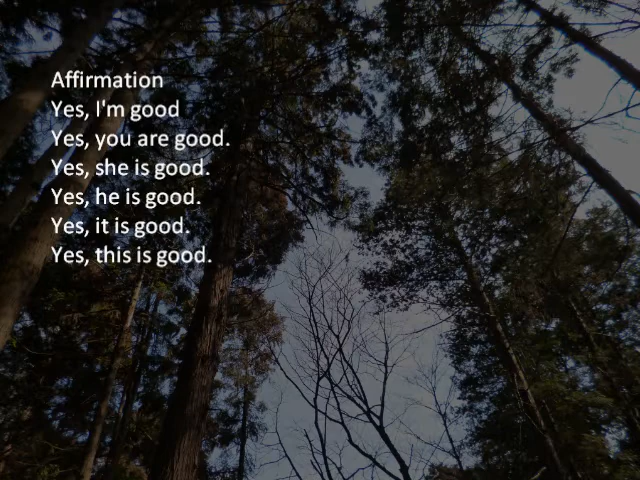 Affirmation
Yes, I'm good
Yes, you are good.
Yes, she is good.
Yes, he is good.
Yes, it is good.
Yes, this is good.